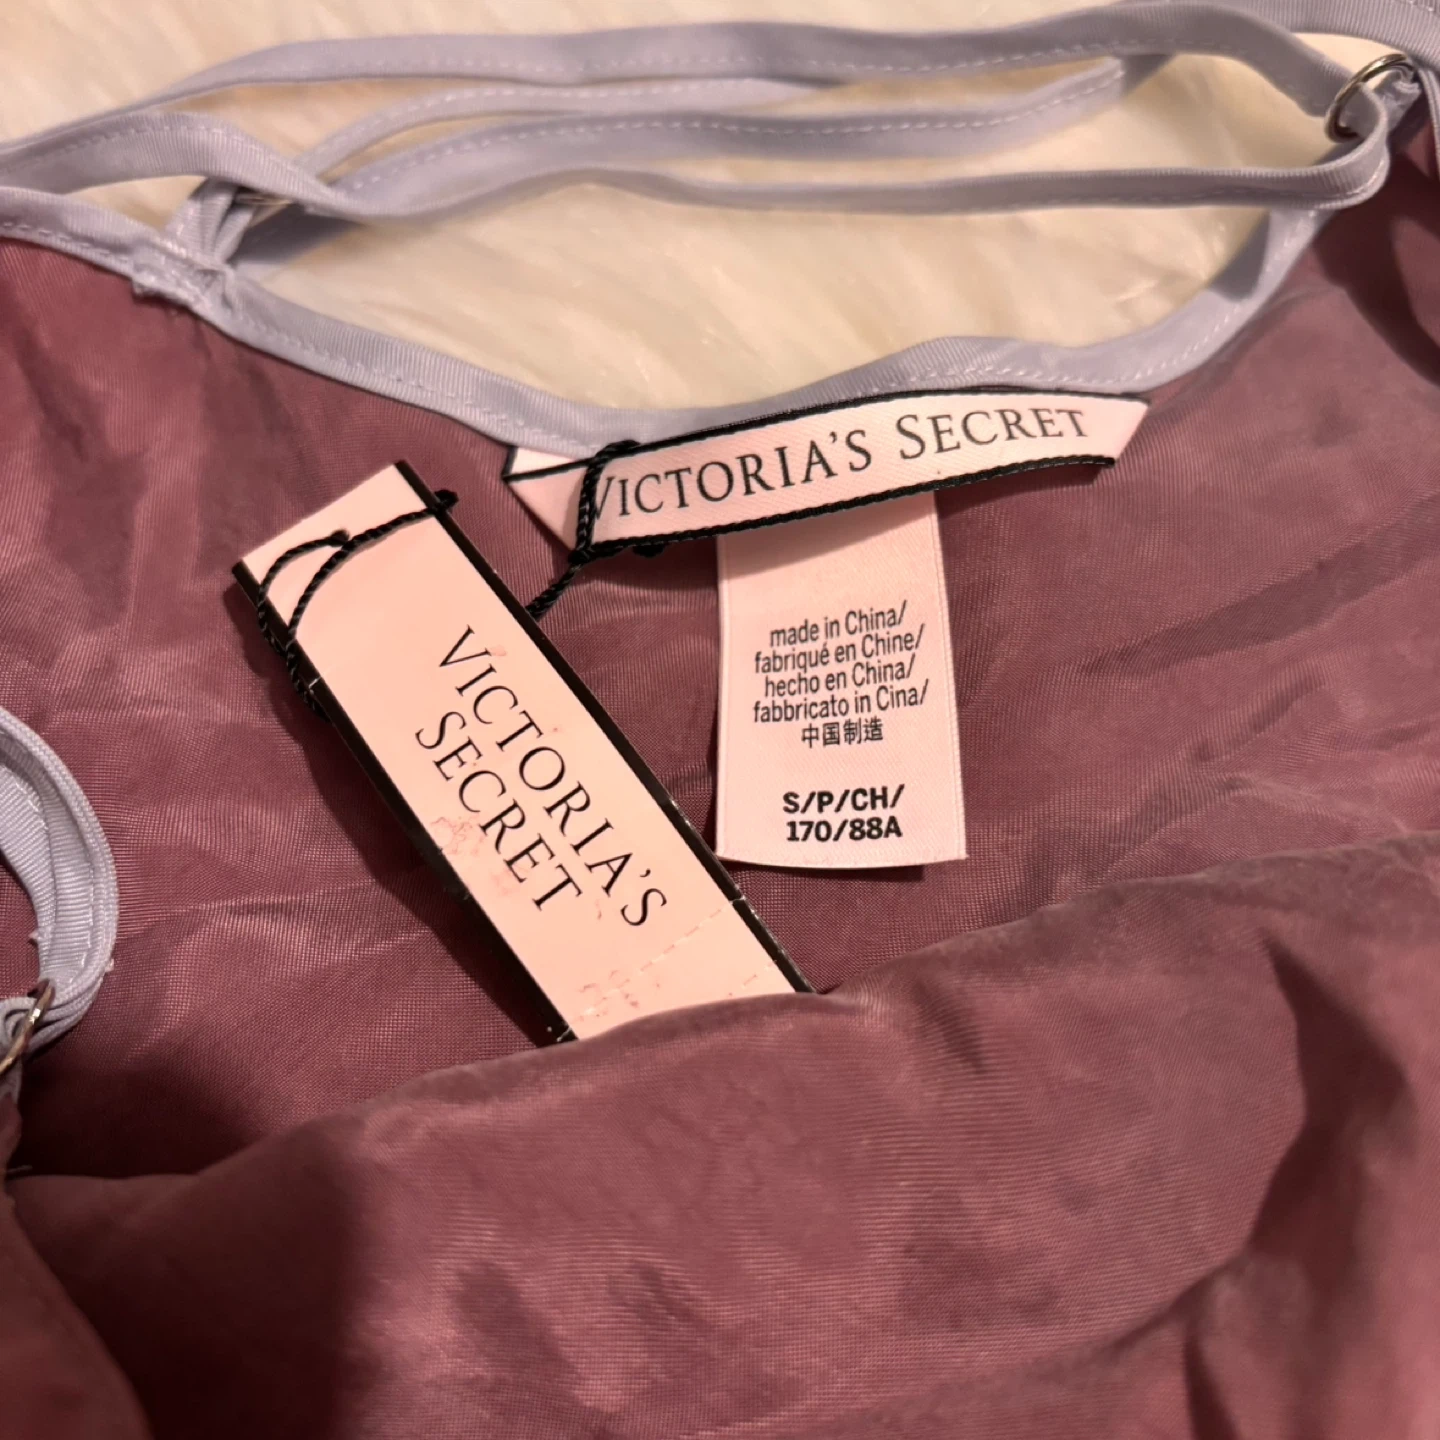 VICTORIA'S SECRET
VICTORIA'S
SECRET
made in China/
fabriqué en Chine/
hecho en China/
fabbricato in Cina/
中国制造
S/P/CH/
170/88A